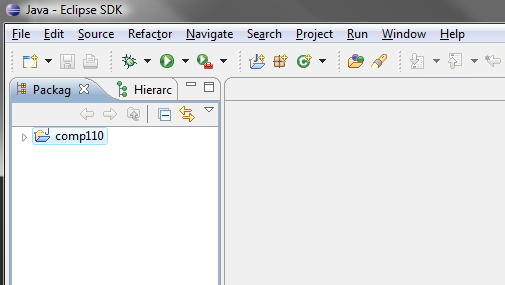 Java - Eclipse SDK
File Edit Source Refactor Navigate Search Project Run Window Help
Packag Hierarc
comp110